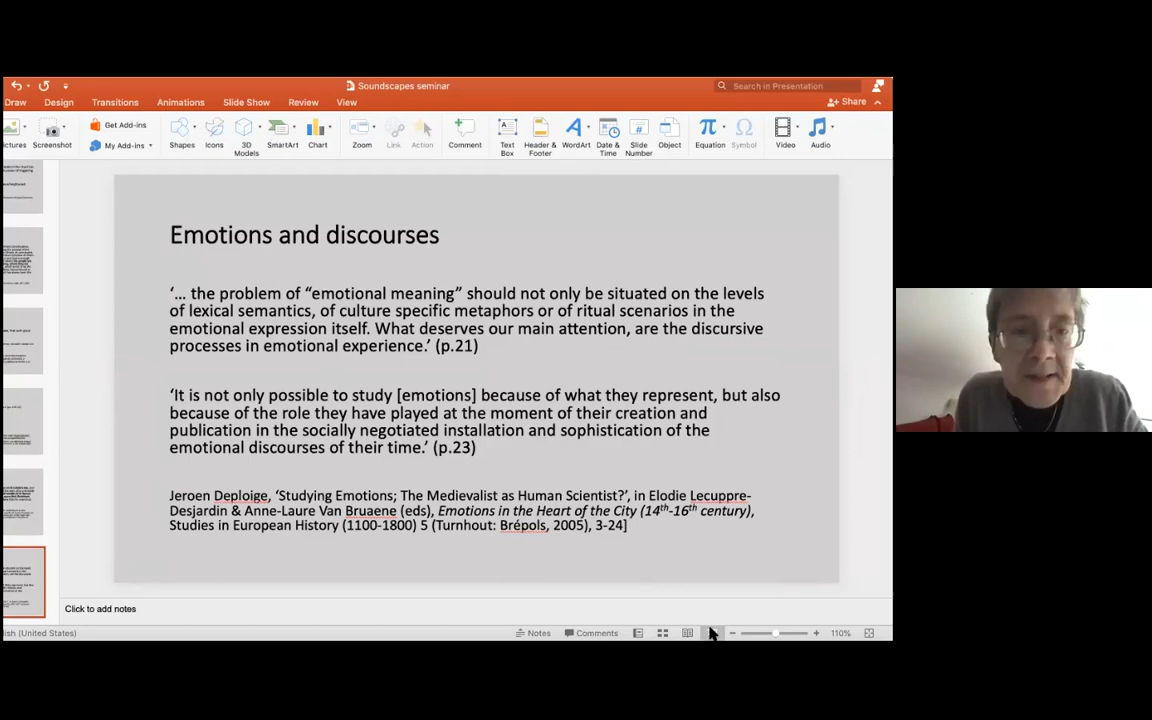 Soundscapes seminar
Search in Presentation
Draw Design Transitions Animations Slide Show Review View
Share
Get Add-ins
My Add-ins
Pictures Screenshot Shapes Icons 3D Models SmartArt Chart Zoom Link Action Comment Text Box Header & Footer WordArt Date & Time Slide Number Object Equation Symbol Video Audio
Emotions and discourses
‘… the problem of “emotional meaning” should not only be situated on the levels
of lexical semantics, of culture specific metaphors or of ritual scenarios in the
emotional expression itself. What deserves our main attention, are the discursive
processes in emotional experience.’ (p.21)
‘It is not only possible to study [emotions] because of what they represent, but also
because of the role they have played at the moment of their creation and
publication in the socially negotiated installation and sophistication of the
emotional discourses of their time.’ (p.23)
Jeroen Deploige, ‘Studying Emotions; The Medievalist as Human Scientist?’, in Elodie Lecuppre-
Desjardin & Anne-Laure Van Bruaene (eds), Emotions in the Heart of the City (14th-16th century),
Studies in European History (1100-1800) 5 (Turnhout: Brépols, 2005), 3-24]
Click to add notes
lish (United States)
Notes
Comments
110%